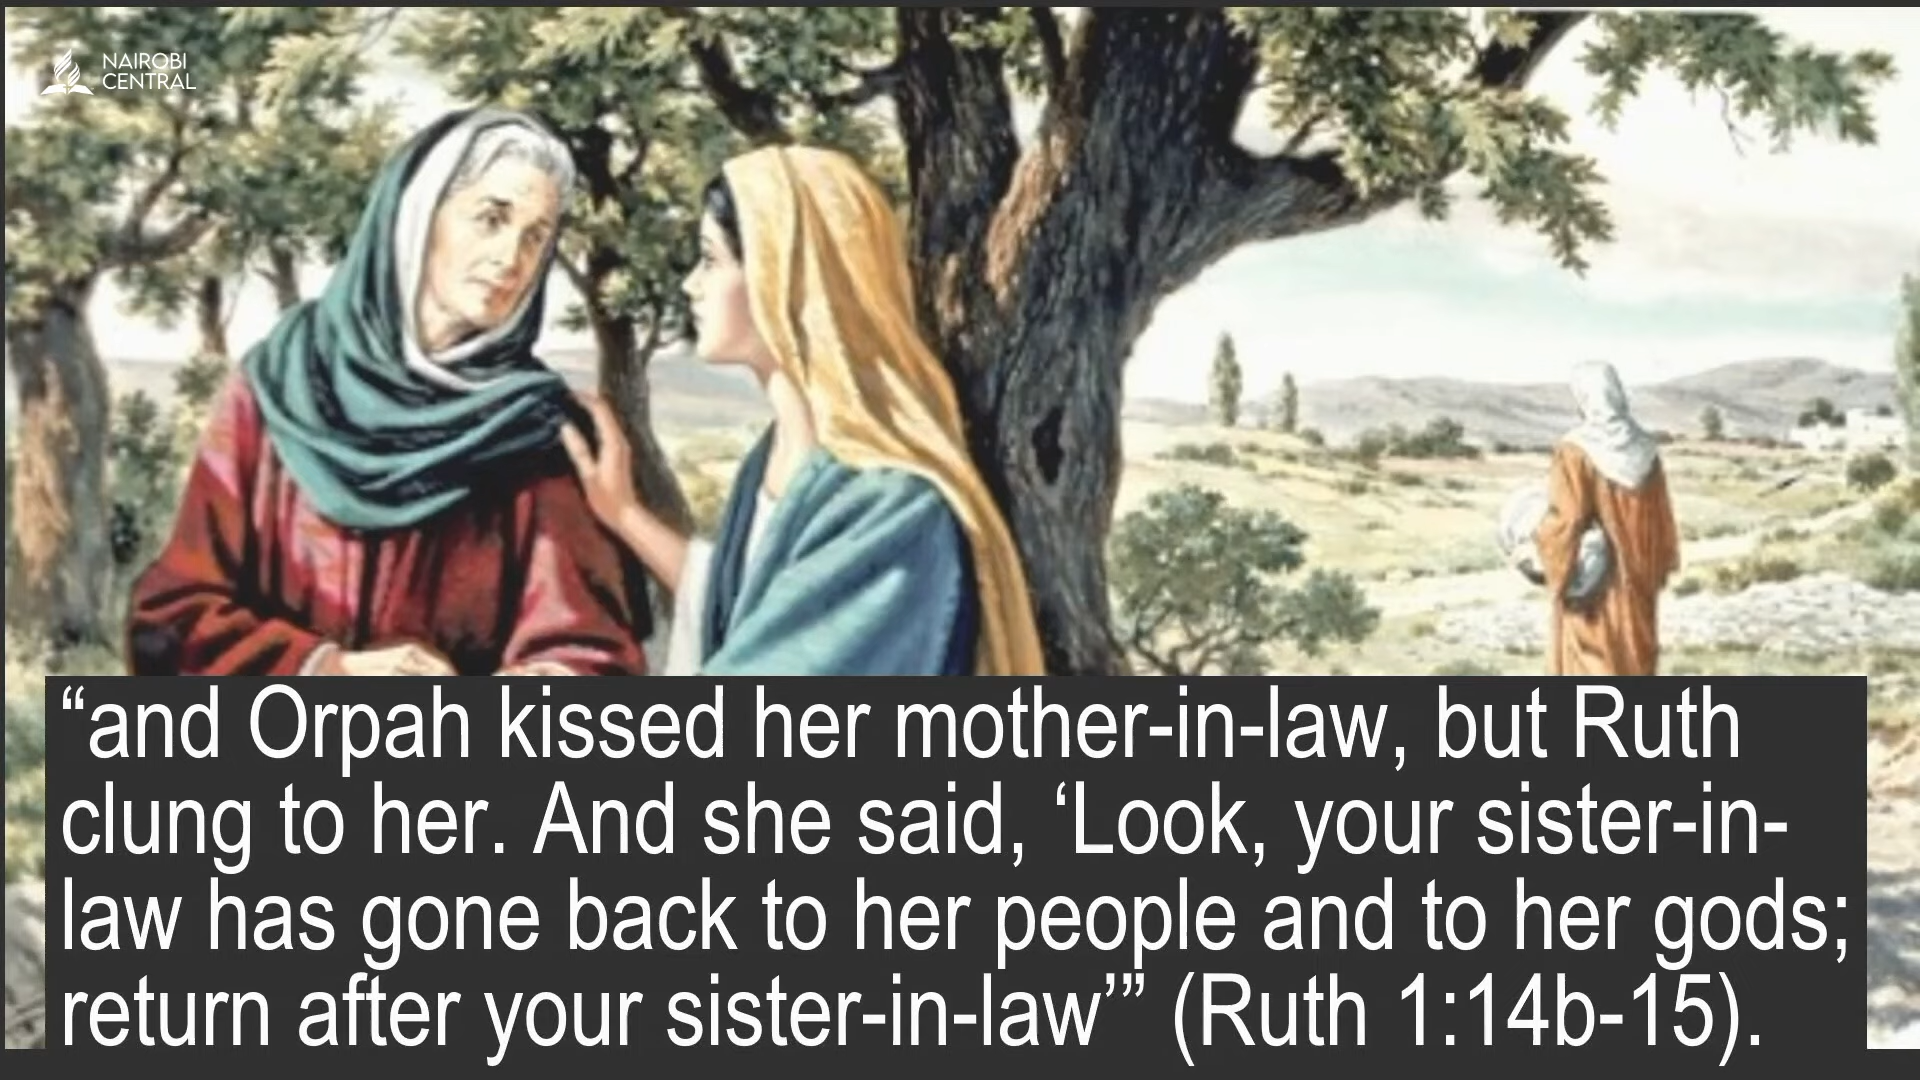 NAIROBI
CENTRAL
“and Orpah kissed her mother-in-law, but Ruth
clung to her. And she said, ‘Look, your sister-in-
law has gone back to her people and to her gods;
return after your sister-in-law’” (Ruth 1:14b-15).